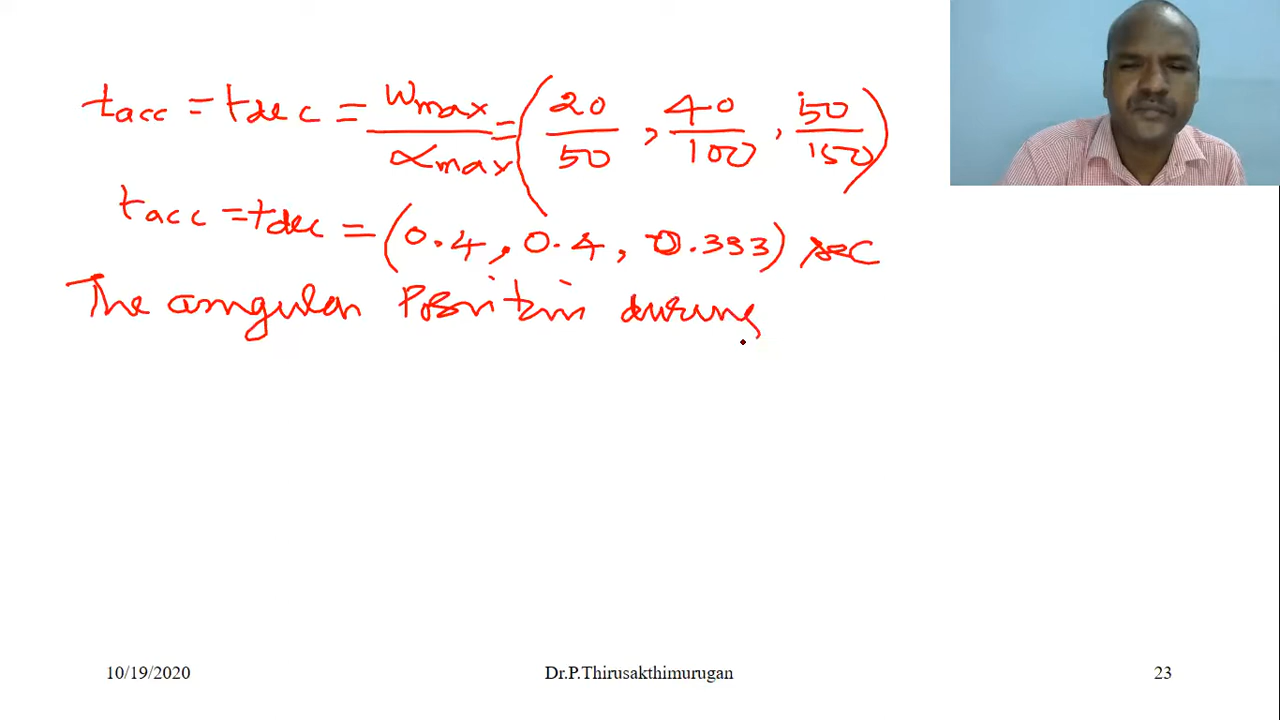 tacc = tdec = ωmax/αmax = (20/50, 40/100, 50/150)
tacc = tdec = (0.4, 0.4, 0.333) sec
The angular Position during
10/19/2020 Dr.P.Thirusakthimurugan 23